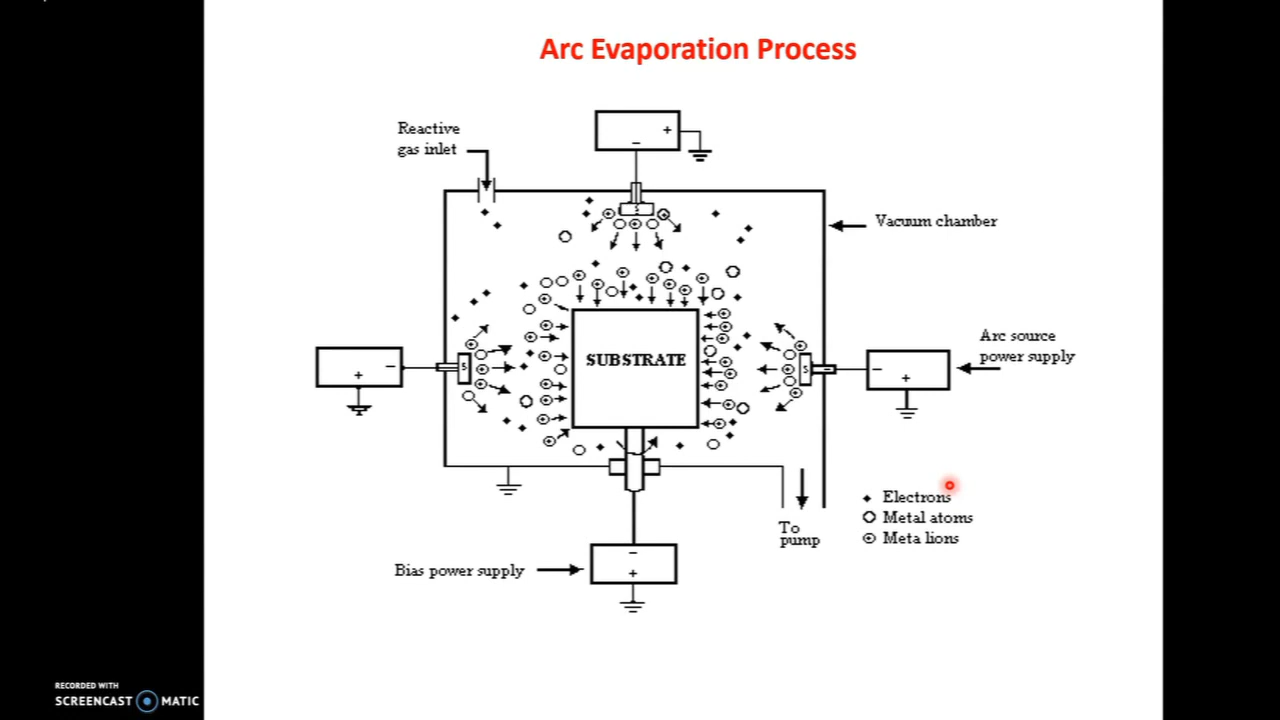 Arc Evaporation Process
Reactive
gas inlet
+
−
Vacuum chamber
S
SUBSTRATE
Arc source
power supply
−
+
S
S
−
+
Electrons
Metal atoms
Meta lions
To
pump
Bias power supply
−
+
RECORDED WITH
SCREENCAST MATIC